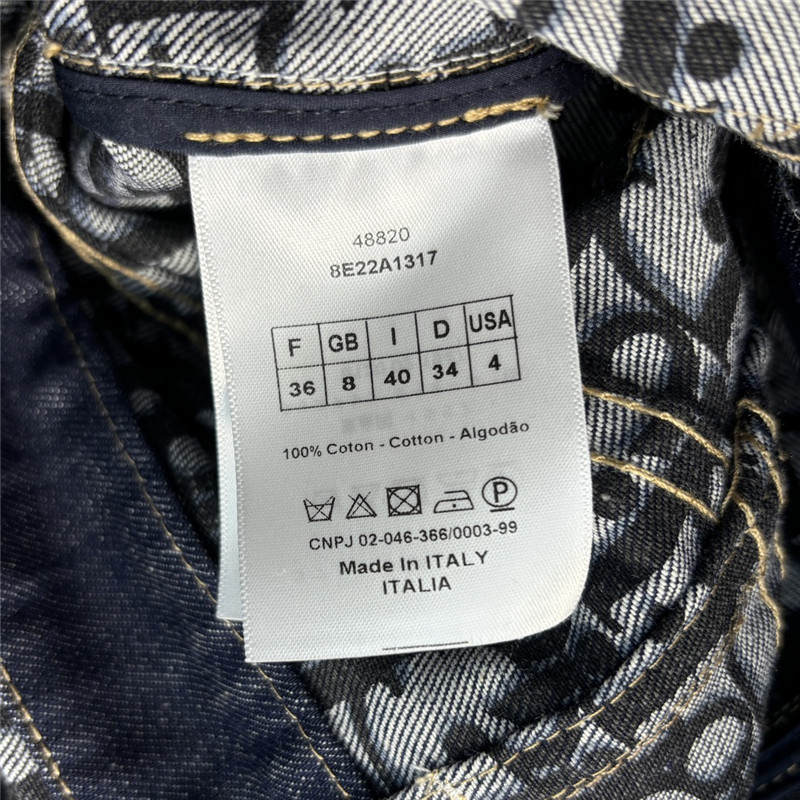 48820
8E22A1317
F GB I D USA
36 8 40 34 4
100% Coton - Cotton - Algodão
P
CNPJ 02-046-366/0003-99
Made In ITALY
ITALIA